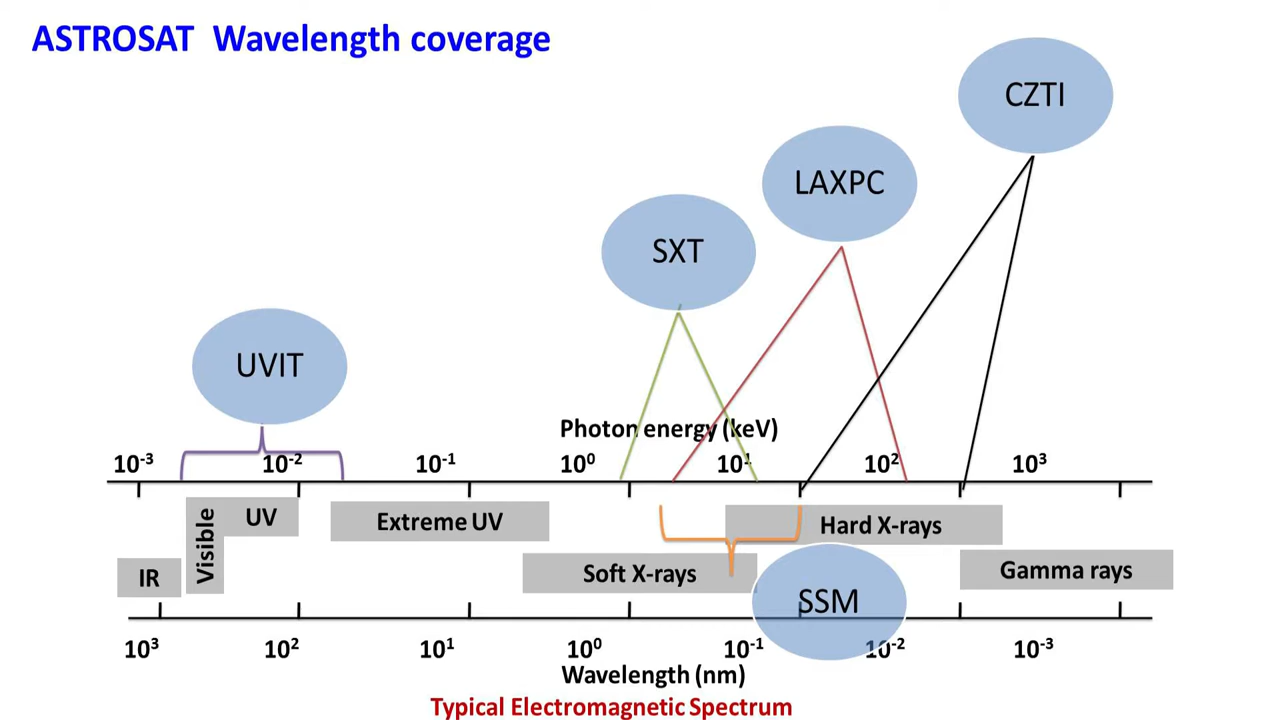 ASTROSAT Wavelength coverage
CZTI
LAXPC
SXT
UVIT
Photon energy (keV)
10⁻³ 10⁻² 10⁻¹ 10⁰ 10¹ 10² 10³
Visible
UV
Extreme UV
Hard X-rays
IR
Soft X-rays
Gamma rays
SSM
10³ 10² 10¹ 10⁰ 10⁻¹ 10⁻² 10⁻³
Wavelength (nm)
Typical Electromagnetic Spectrum